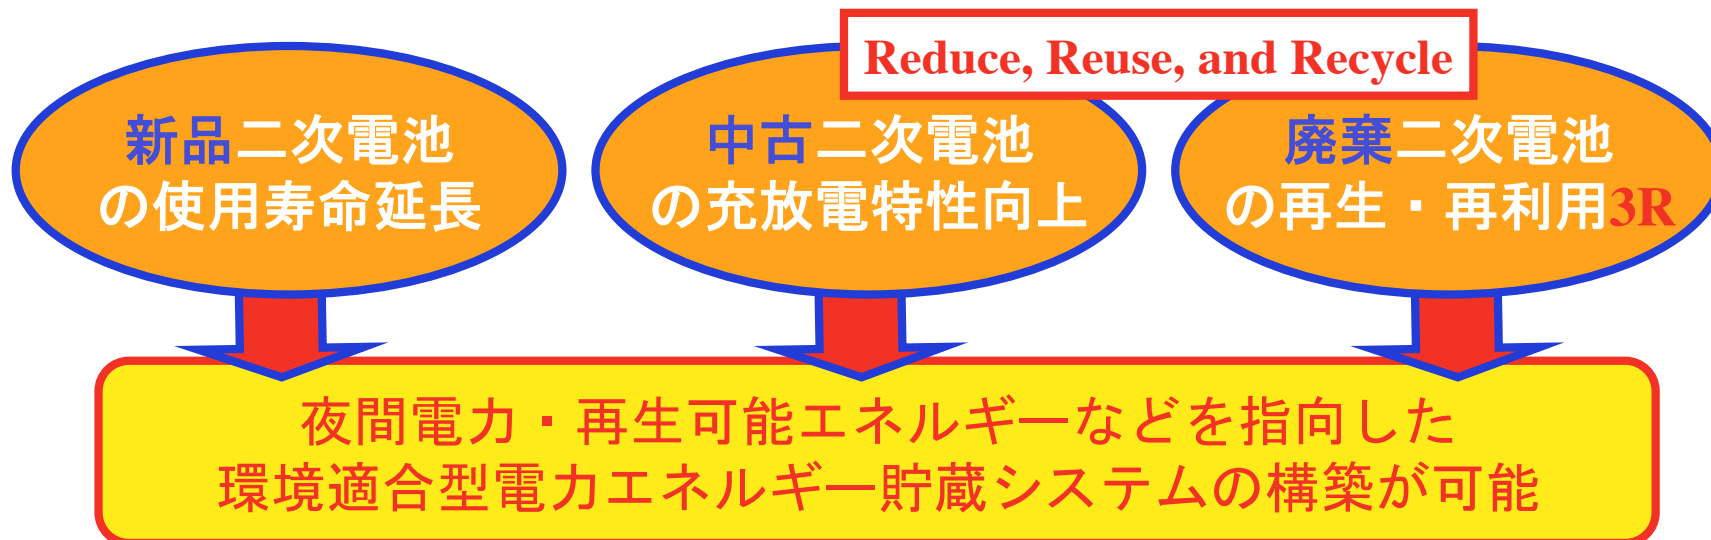 Reduce, Reuse, and Recycle
新品二次電池
の使用寿命延長
中古二次電池
の充放電特性向上
廃棄二次電池
の再生・再利用3R
夜間電力・再生可能エネルギーなどを指向した
環境適合型電力エネルギー貯蔵システムの構築が可能